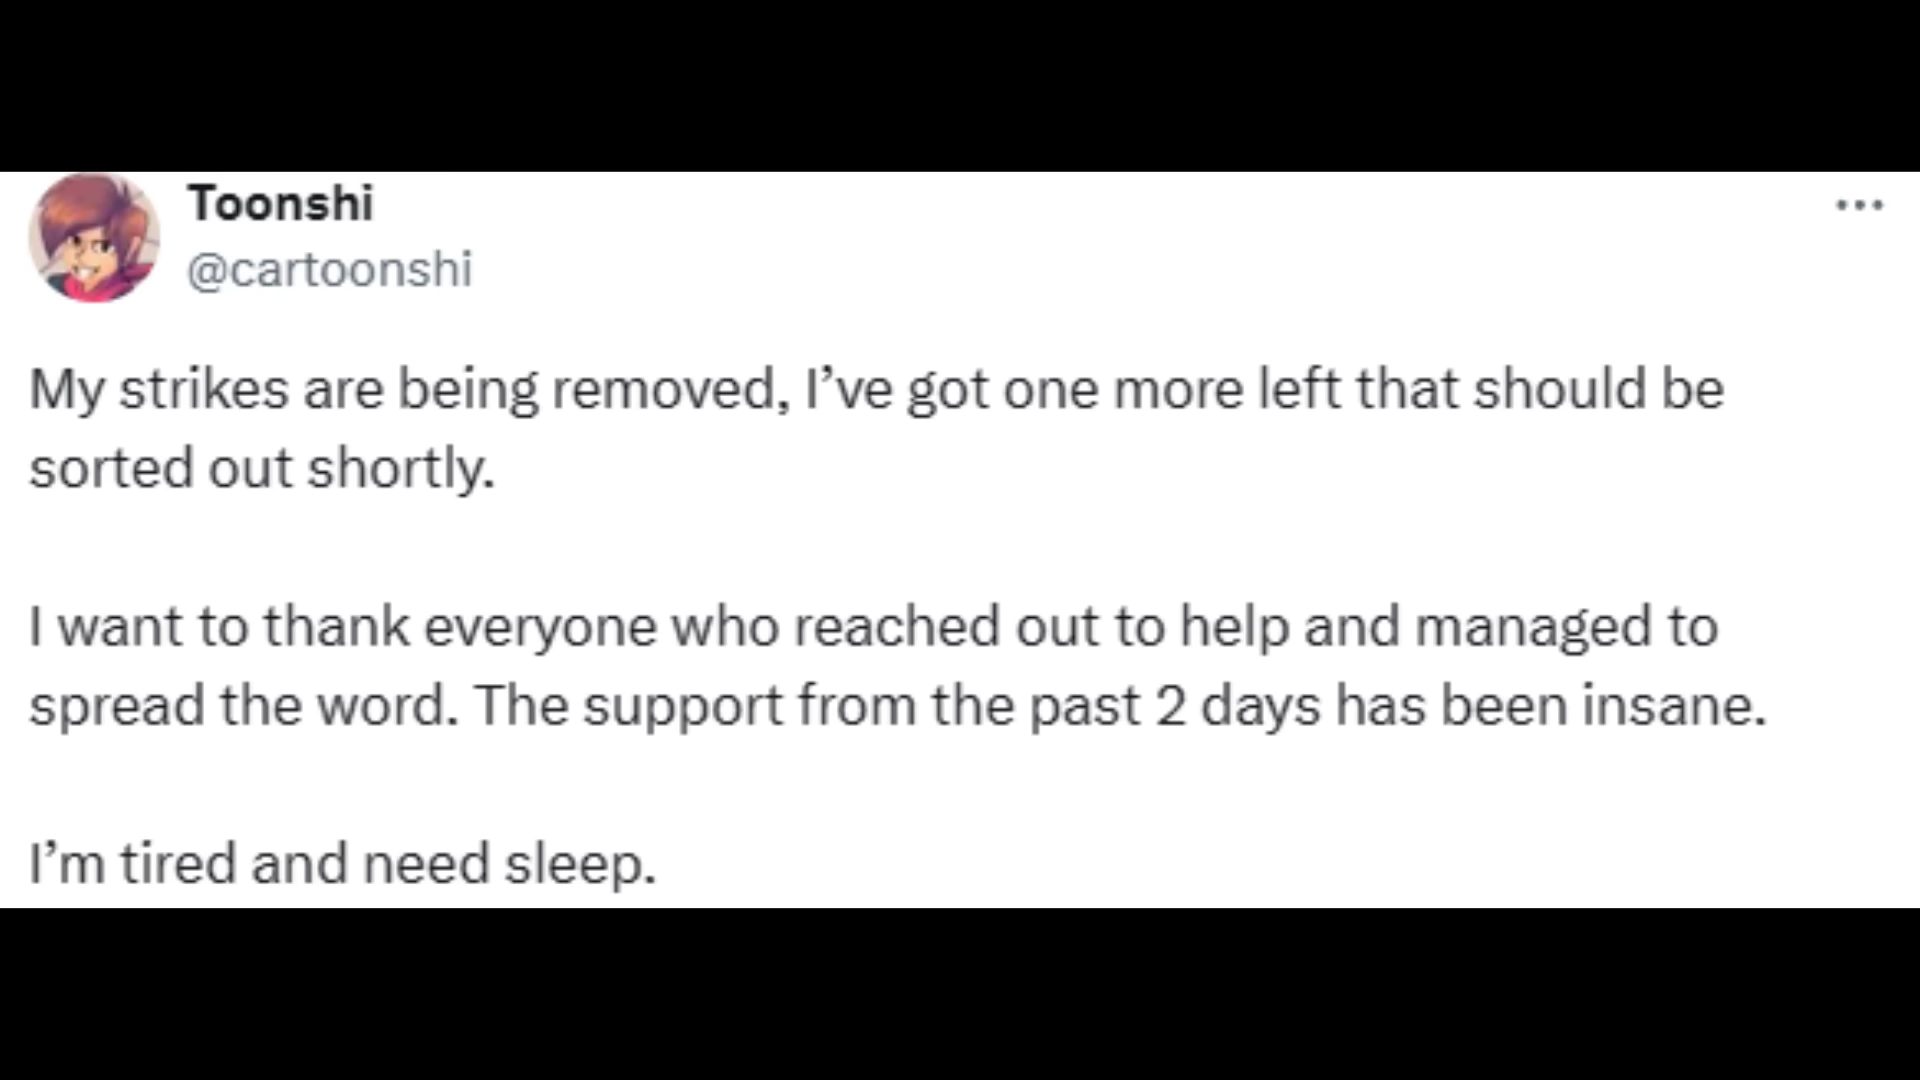 Toonshi
@cartoonshi
My strikes are being removed, I’ve got one more left that should be
sorted out shortly.
I want to thank everyone who reached out to help and managed to
spread the word. The support from the past 2 days has been insane.
I’m tired and need sleep.